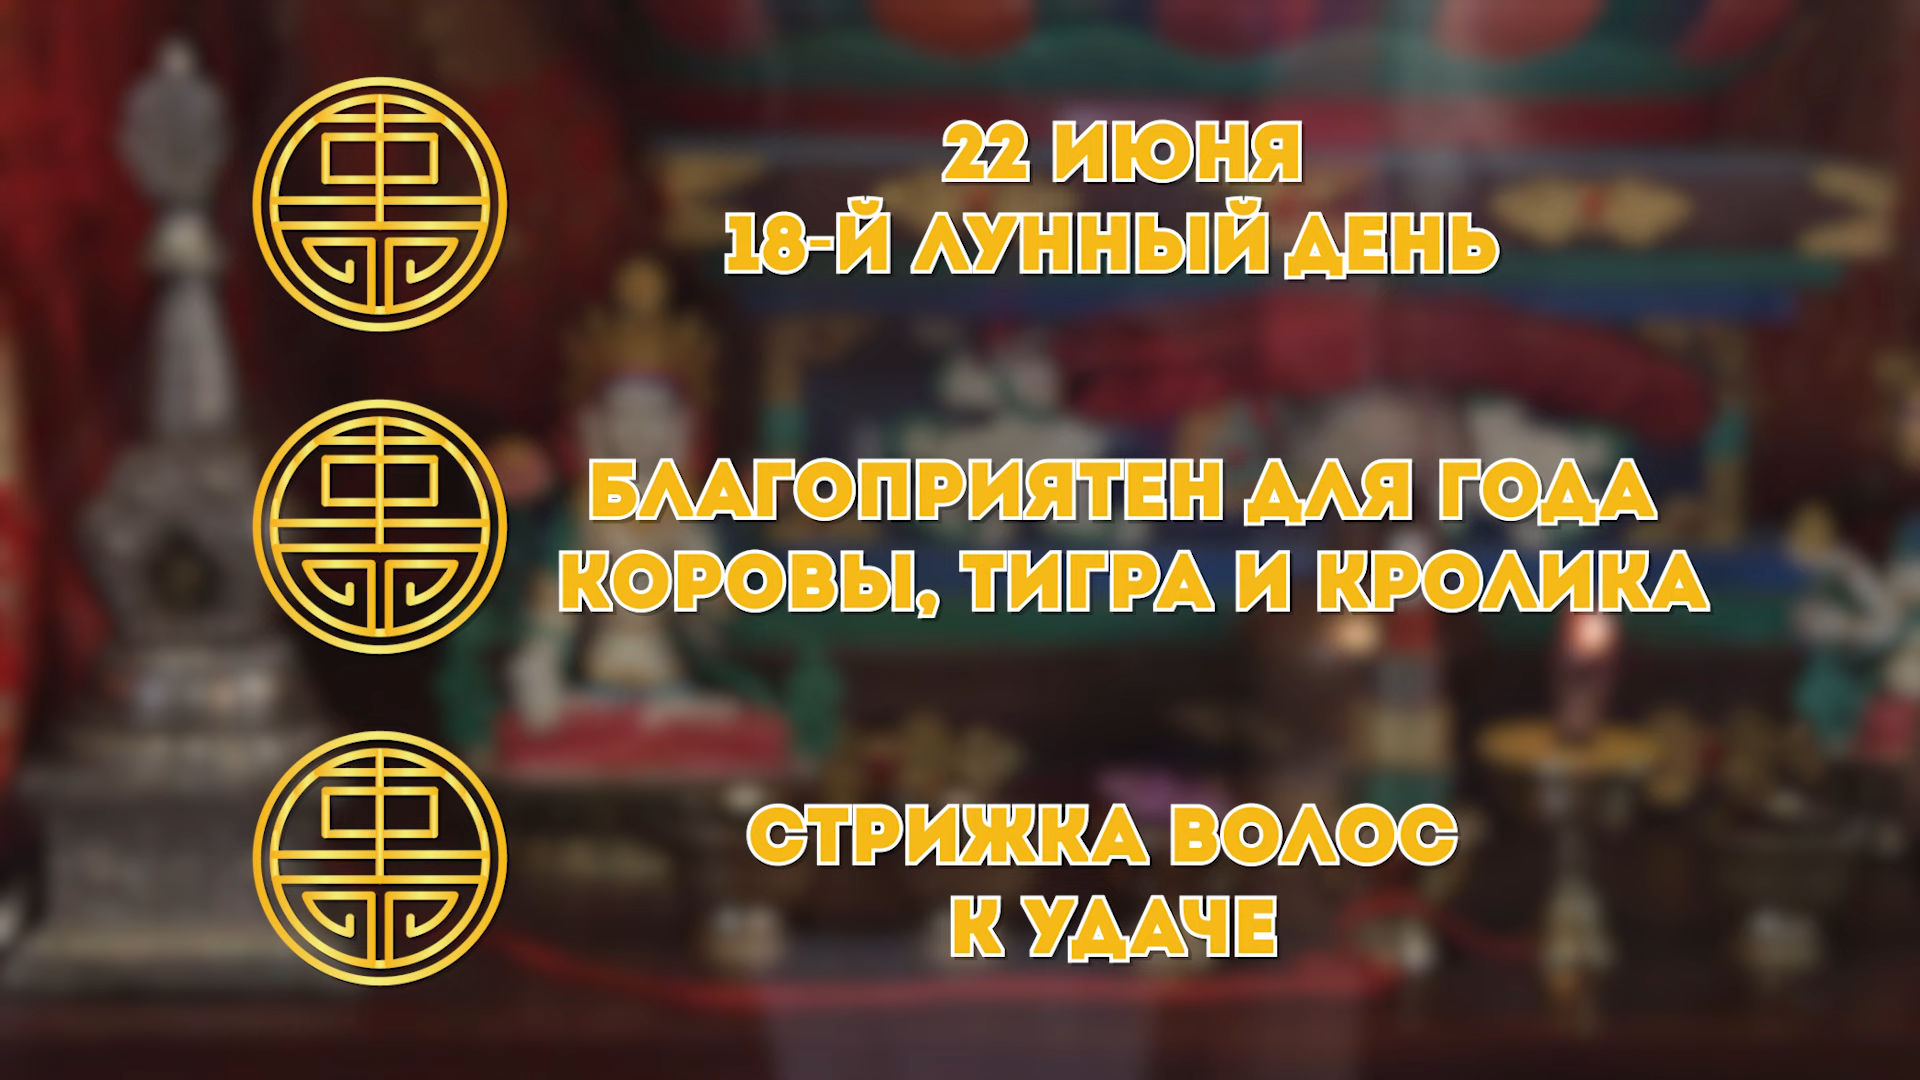 22 ИЮНЯ
18-Й ЛУННЫЙ ДЕНЬ
БЛАГОПРИЯТЕН ДЛЯ ГОДА
КОРОВЫ, ТИГРА И КРОЛИКА
СТРИЖКА ВОЛОС
К УДАЧЕ